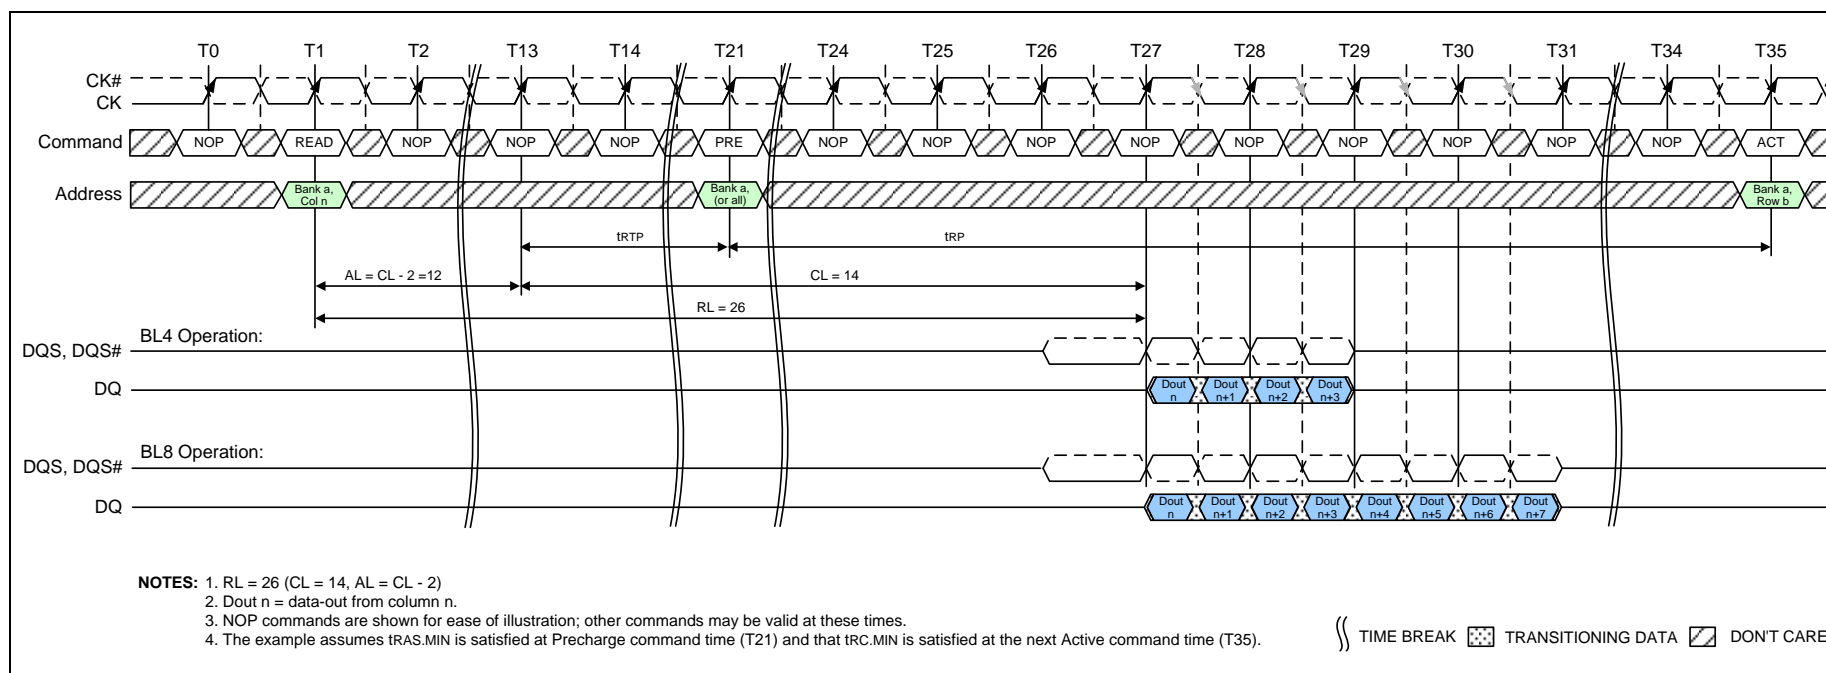 T0 T1 T2 T13 T14 T21 T24 T25 T26 T27 T28 T29 T30 T31 T34 T35
CK#
CK
Command NOP READ NOP NOP NOP PRE NOP NOP NOP NOP NOP NOP NOP NOP NOP ACT
Address
Bank a,
Col n
Bank a,
(or all)
Bank a,
Row b
tRTP tRP
AL = CL - 2 =12 CL = 14
RL = 26
BL4 Operation:
DQS, DQS#
DQ
Dout
n
Dout
n+1
Dout
n+2
Dout
n+3
BL8 Operation:
DQS, DQS#
DQ
Dout
n
Dout
n+1
Dout
n+2
Dout
n+3
Dout
n+4
Dout
n+5
Dout
n+6
Dout
n+7
NOTES: 1. RL = 26 (CL = 14, AL = CL - 2)
2. Dout n = data-out from column n.
3. NOP commands are shown for ease of illustration; other commands may be valid at these times.
4. The example assumes tRAS.MIN is satisfied at Precharge command time (T21) and that tRC.MIN is satisfied at the next Active command time (T35).
TIME BREAK TRANSITIONING DATA DON'T CARE